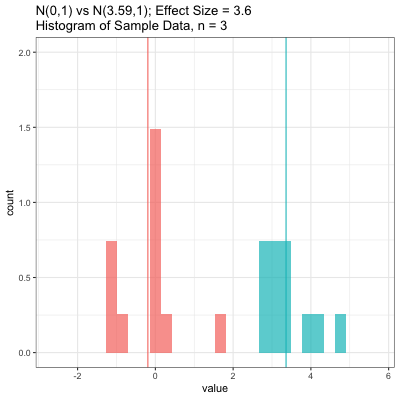 N(0,1) vs N(3.59,1); Effect Size = 3.6
Histogram of Sample Data, n = 3
2.0
1.5
count
1.0
0.5
0.0
-2 0 2 4 6
value